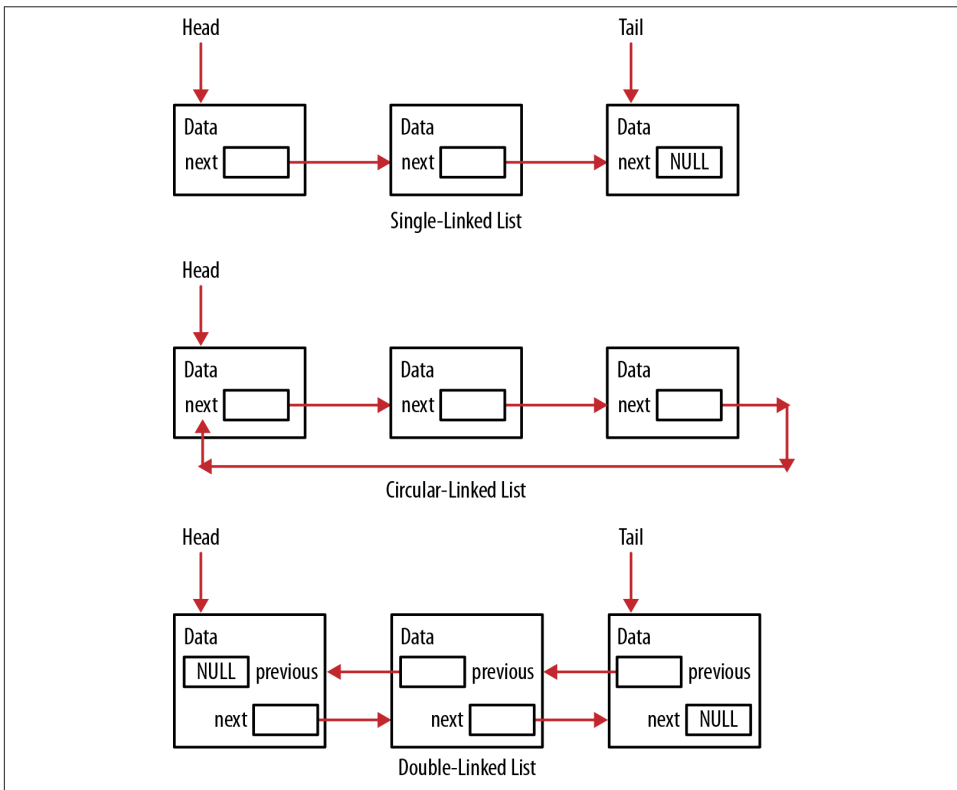 Head Tail
Data Data Data
next next next NULL
Single-Linked List
Head
Data Data Data
next next next
Circular-Linked List
Head Tail
Data Data Data
NULL previous previous previous
next next next NULL
Double-Linked List